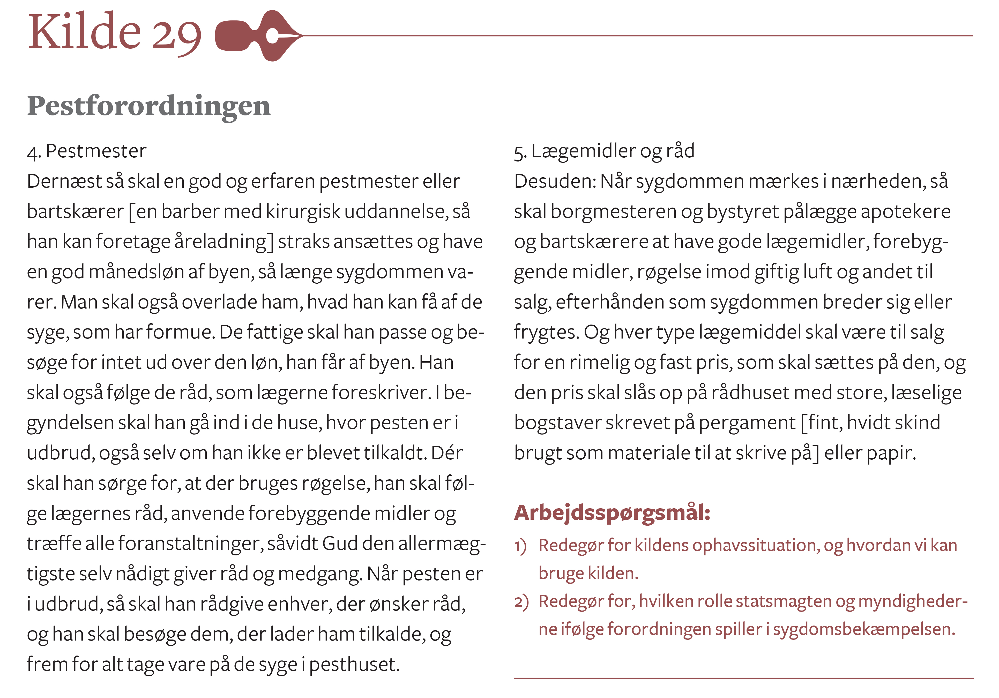 Kilde 29
Pestforordningen
4. Pestmester
Dernæst så skal en god og erfaren pestmester eller
bartskærer [en barber med kirurgisk uddannelse, så
han kan foretage åreladning] straks ansættes og have
en god månedsløn af byen, så længe sygdommen va-
rer. Man skal også overlade ham, hvad han kan få af de
syge, som har formue. De fattige skal han passe og be-
søge for intet ud over den løn, han får af byen. Han
skal også følge de råd, som lægerne foreskriver. I be-
gyndelsen skal han gå ind i de huse, hvor pesten er i
udbrud, også selv om han ikke er blevet tilkaldt. Dér
skal han sørge for, at der bruges røgelse, han skal føl-
ge lægernes råd, anvende forebyggende midler og
træffe alle foranstaltninger, såvidt Gud den allermæg-
tigste selv nådigt giver råd og medgang. Når pesten er
i udbrud, så skal han rådgive enhver, der ønsker råd,
og han skal besøge dem, der lader ham tilkalde, og
frem for alt tage vare på de syge i pesthuset.
5. Lægemidler og råd
Desuden: Når sygdommen mærkes i nærheden, så
skal borgmesteren og bystyret pålægge apotekere
og bartskærere at have gode lægemidler, forebyg-
gende midler, røgelse imod giftig luft og andet til
salg, efterhånden som sygdommen breder sig eller
frygtes. Og hver type lægemiddel skal være til salg
for en rimelig og fast pris, som skal sættes på den, og
den pris skal slås op på rådhuset med store, læselige
bogstaver skrevet på pergament [fint, hvidt skind
brugt som materiale til at skrive på] eller papir.
Arbejdsspørgsmål:
1) Redegør for kildens ophavssituation, og hvordan vi kan
bruge kilden.
2) Redegør for, hvilken rolle statsmagten og myndigheder-
ne ifølge forordningen spiller i sygdomsbekæmpelsen.